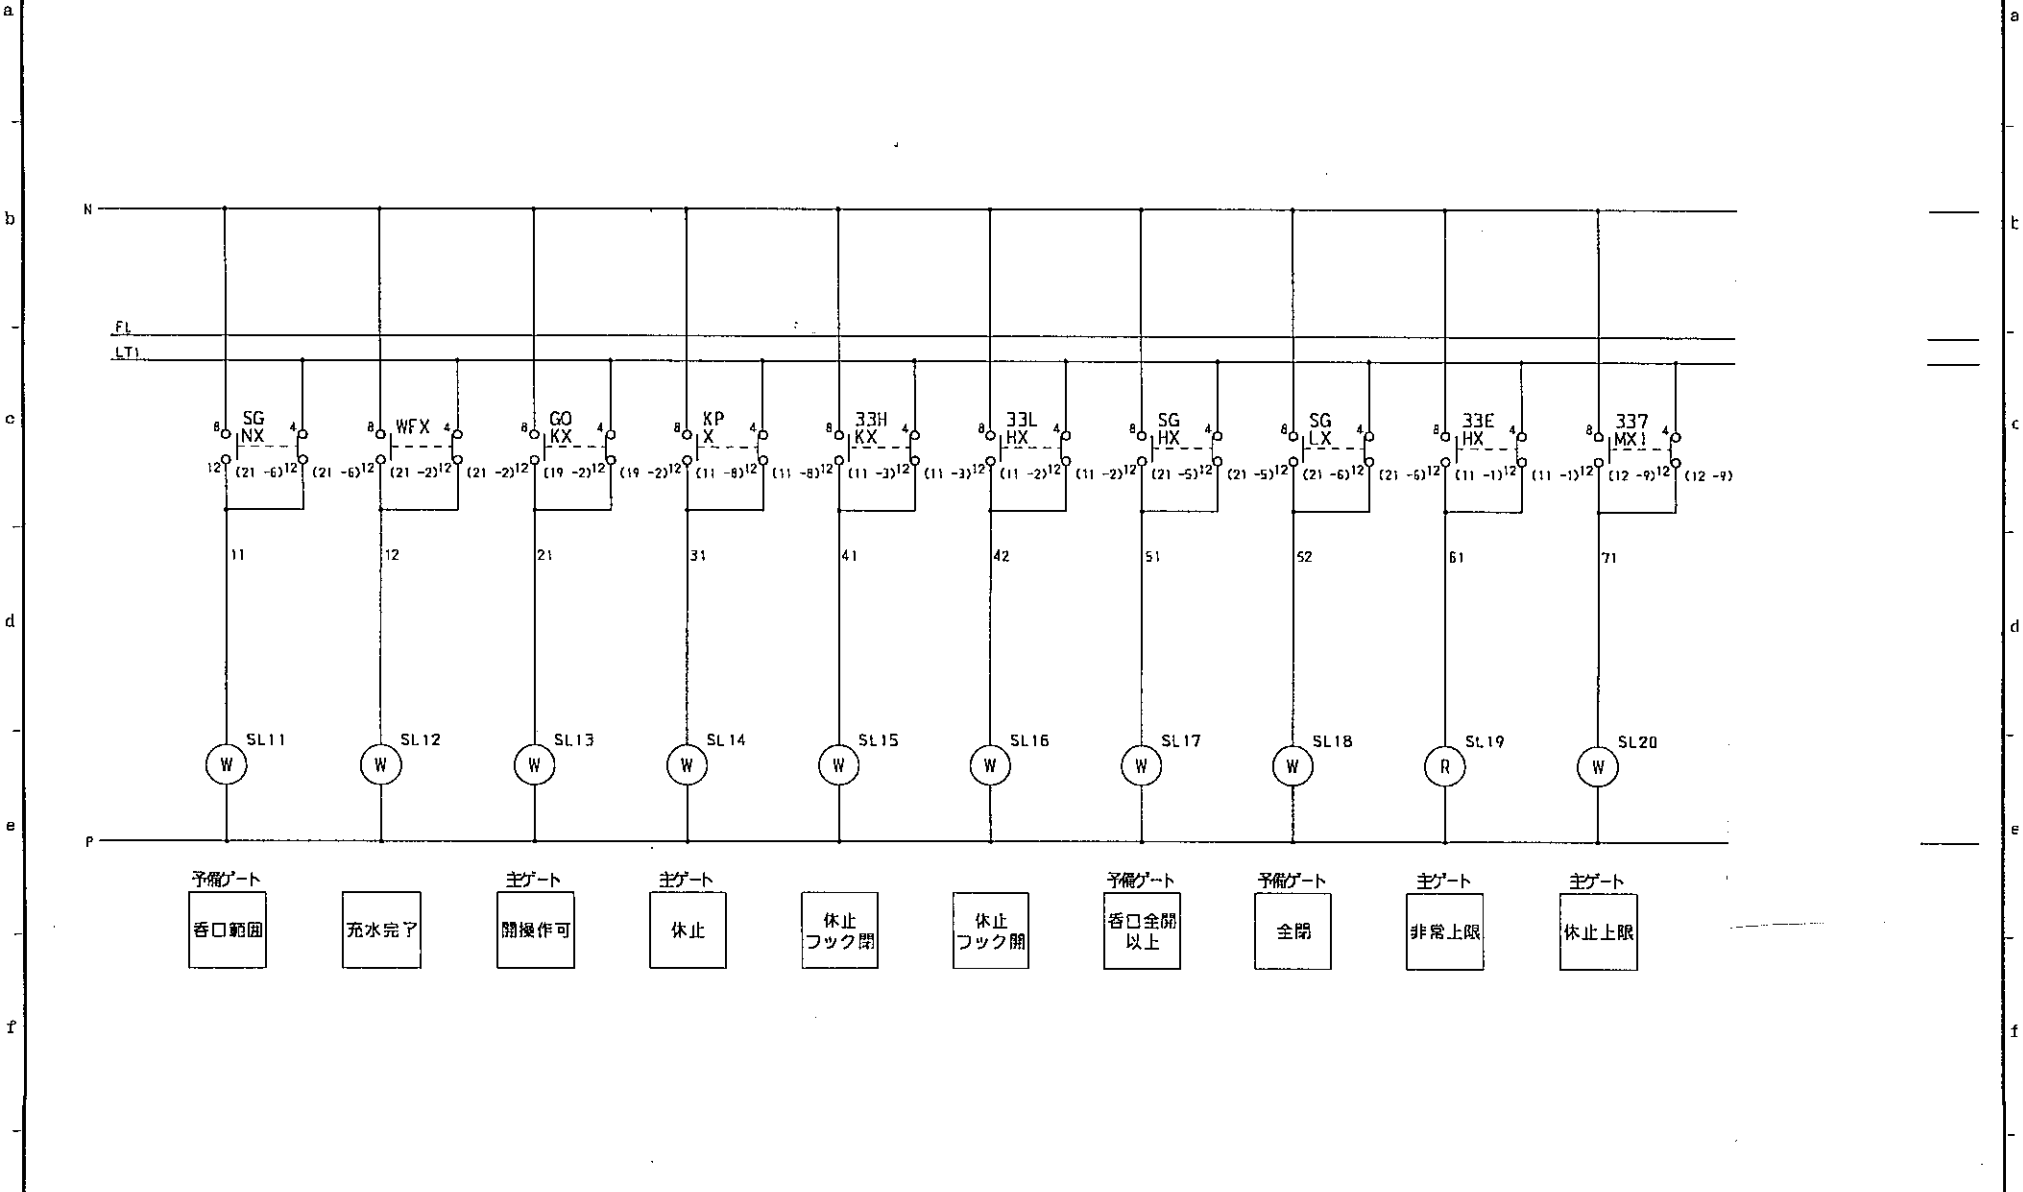 a
a
b
b
N
FL
LT1
c
c
8 SG NX 4
8 WFX 4
8 GO KX 4
8 KP X 4
8 33H KX 4
8 33L HX 4
8 SG HX 4
8 SG LX 4
8 33E HX 4
8 337 MX1 4
12 (21 -6) 12 (21 -6)
12 (21 -2) 12 (21 -2)
12 (19 -2) 12 (19 -2)
12 (11 -8) 12 (11 -8)
12 (11 -3) 12 (11 -3)
12 (11 -2) 12 (11 -2)
12 (21 -5) 12 (21 -5)
12 (21 -6) 12 (21 -6)
12 (11 -1) 12 (11 -1)
12 (12 -9) 12 (12 -9)
11
12
21
31
41
42
51
52
61
71
d
d
SL11
SL12
SL13
SL14
SL15
SL16
SL17
SL18
SL19
SL20
W
W
W
W
W
W
W
W
R
W
e
e
P
予備ゲート
呑口範囲
充水完了
主ゲート
開操作可
主ゲート
休止
休止
フック閉
休止
フック開
予備ゲート
呑口全開
以上
予備ゲート
全閉
主ゲート
非常上限
主ゲート
休止上限
f
f